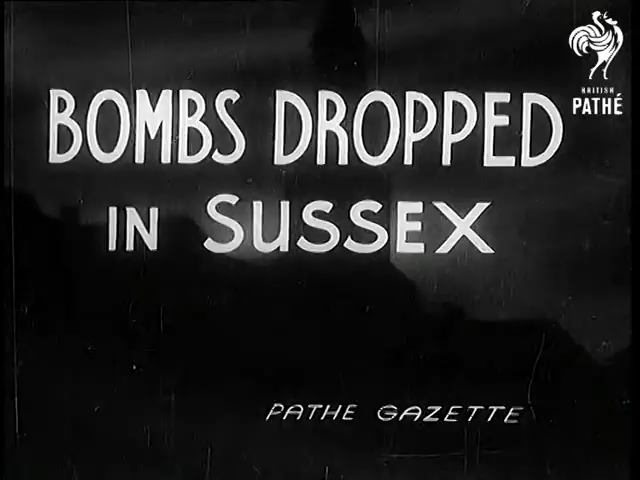 BRITISH
PATHÉ
BOMBS DROPPED
IN SUSSEX
PATHE GAZETTE